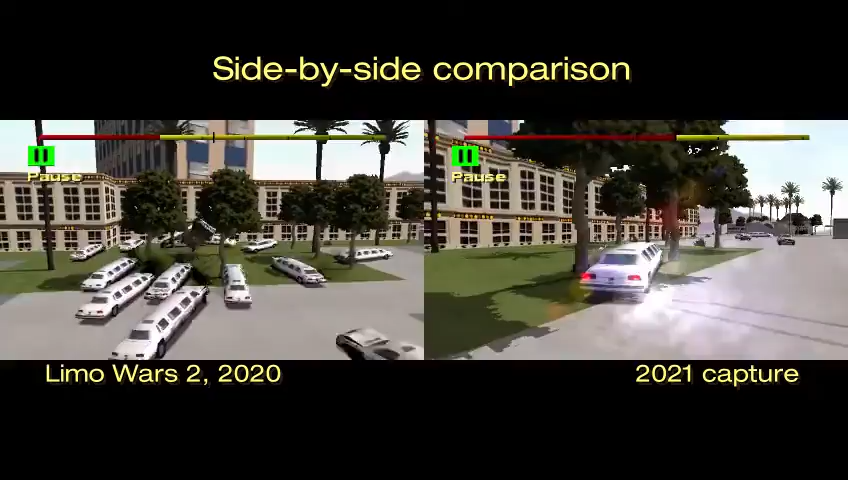 Side-by-side comparison
Pause
Pause
Limo Wars 2, 2020
2021 capture